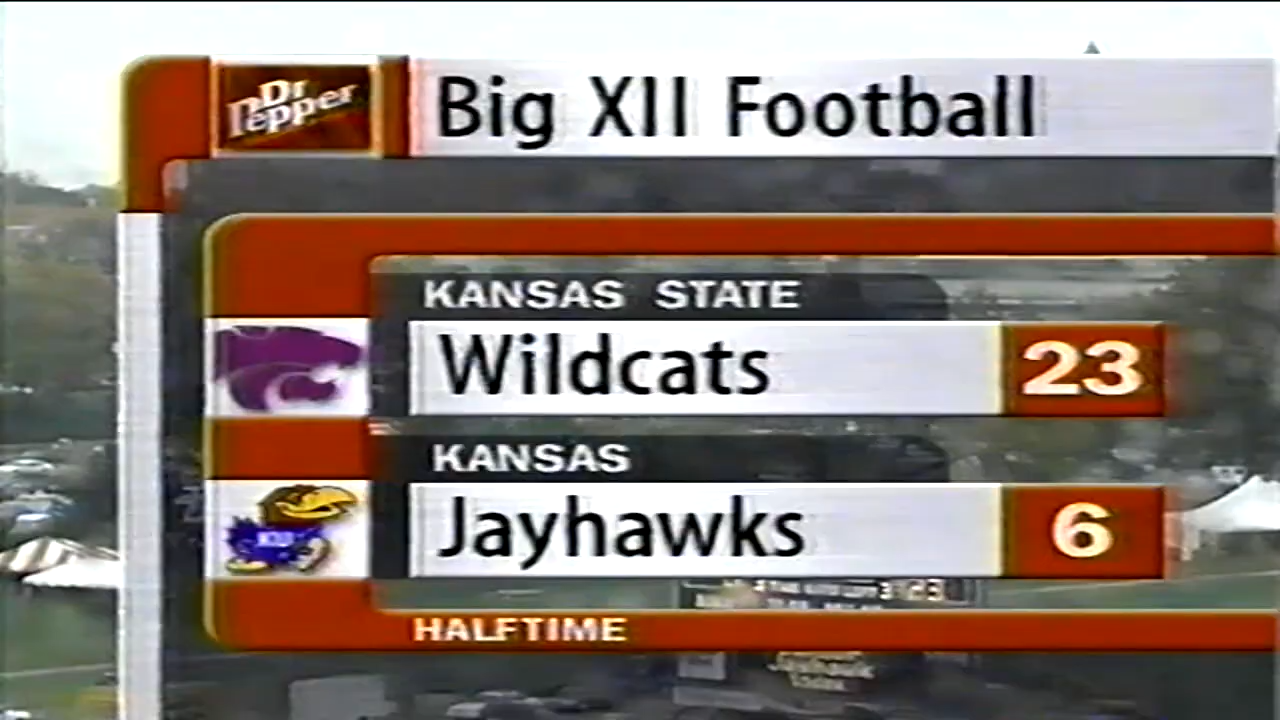 Dr
Pepper
Big XII Football
KANSAS STATE
Wildcats
23
KANSAS
Jayhawks
6
HALFTIME